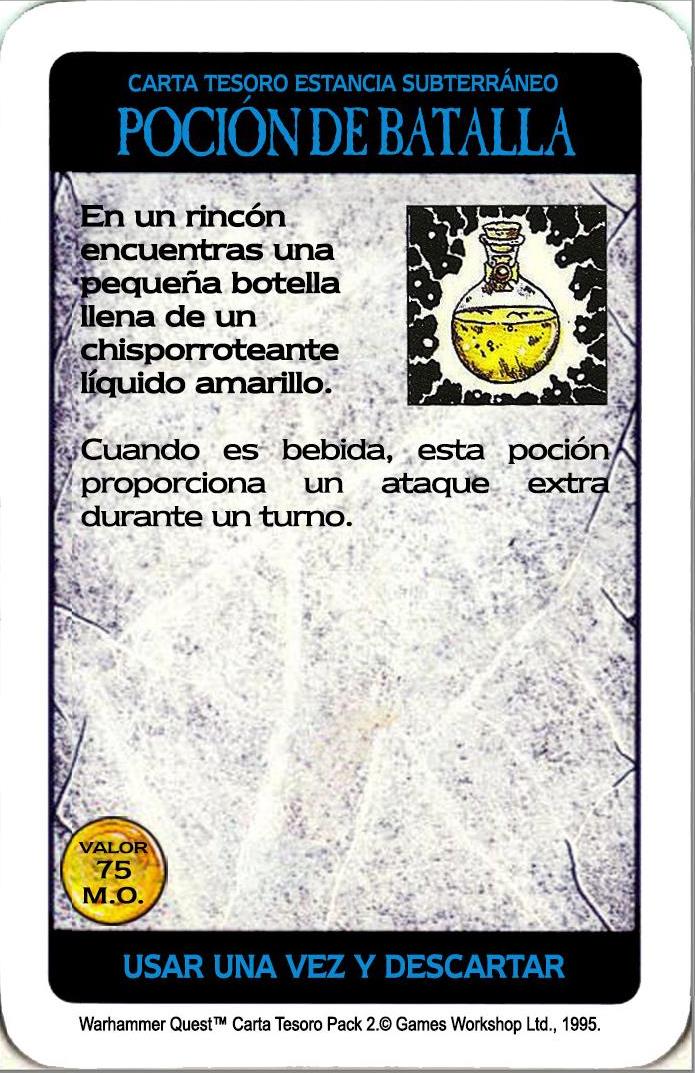 CARTA TESORO ESTANCIA SUBTERRÁNEO
POCIÓN DE BATALLA
En un rincón
encuentras una
pequeña botella
llena de un
chisporroteante
líquido amarillo.
Cuando es bebida, esta poción
proporciona un ataque extra
durante un turno.
VALOR
75
M.O.
USAR UNA VEZ Y DESCARTAR
Warhammer Quest™ Carta Tesoro Pack 2.© Games Workshop Ltd., 1995.